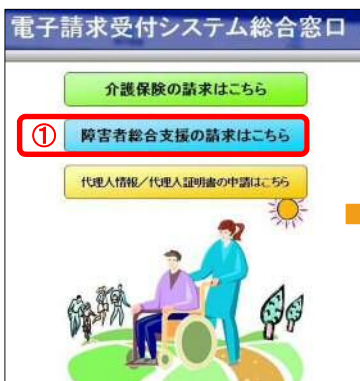 電子請求受付システム総合窓口
介護保険の請求はこちら
① 障害者総合支援の請求はこちら
代理人情報/代理人証明書の申請はこちら